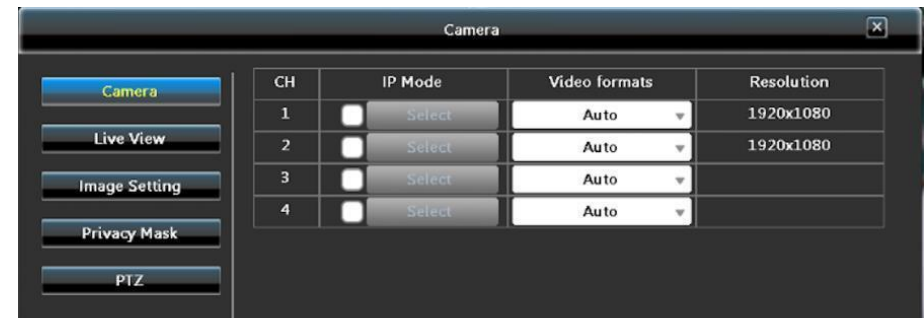 Camera
Camera
Live View
Image Setting
Privacy Mask
PTZ
CH IP Mode Video formats Resolution
1 Select Auto 1920x1080
2 Select Auto 1920x1080
3 Select Auto
4 Select Auto